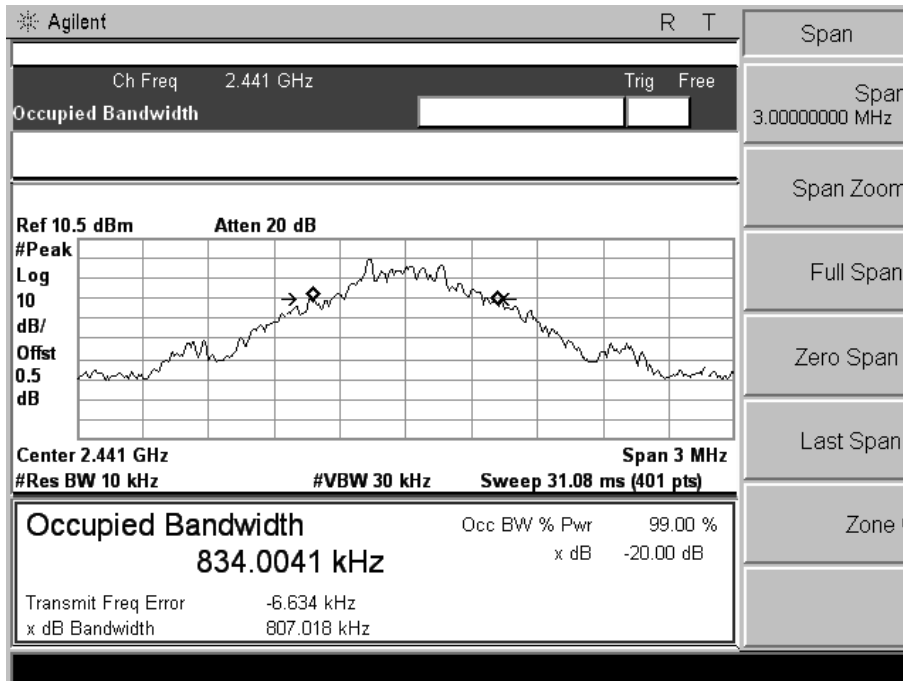 Agilent R T
Ch Freq 2.441 GHz Trig Free
Occupied Bandwidth
Ref 10.5 dBm Atten 20 dB
#Peak
Log
10
dB/
Offst
0.5
dB
Center 2.441 GHz Span 3 MHz
#Res BW 10 kHz #VBW 30 kHz Sweep 31.08 ms (401 pts)
Occupied Bandwidth Occ BW % Pwr 99.00 %
834.0041 kHz x dB -20.00 dB
Transmit Freq Error -6.634 kHz
x dB Bandwidth 807.018 kHz
Span
Span
3.00000000 MHz
Span Zoom
Full Span
Zero Span
Last Span
Zone